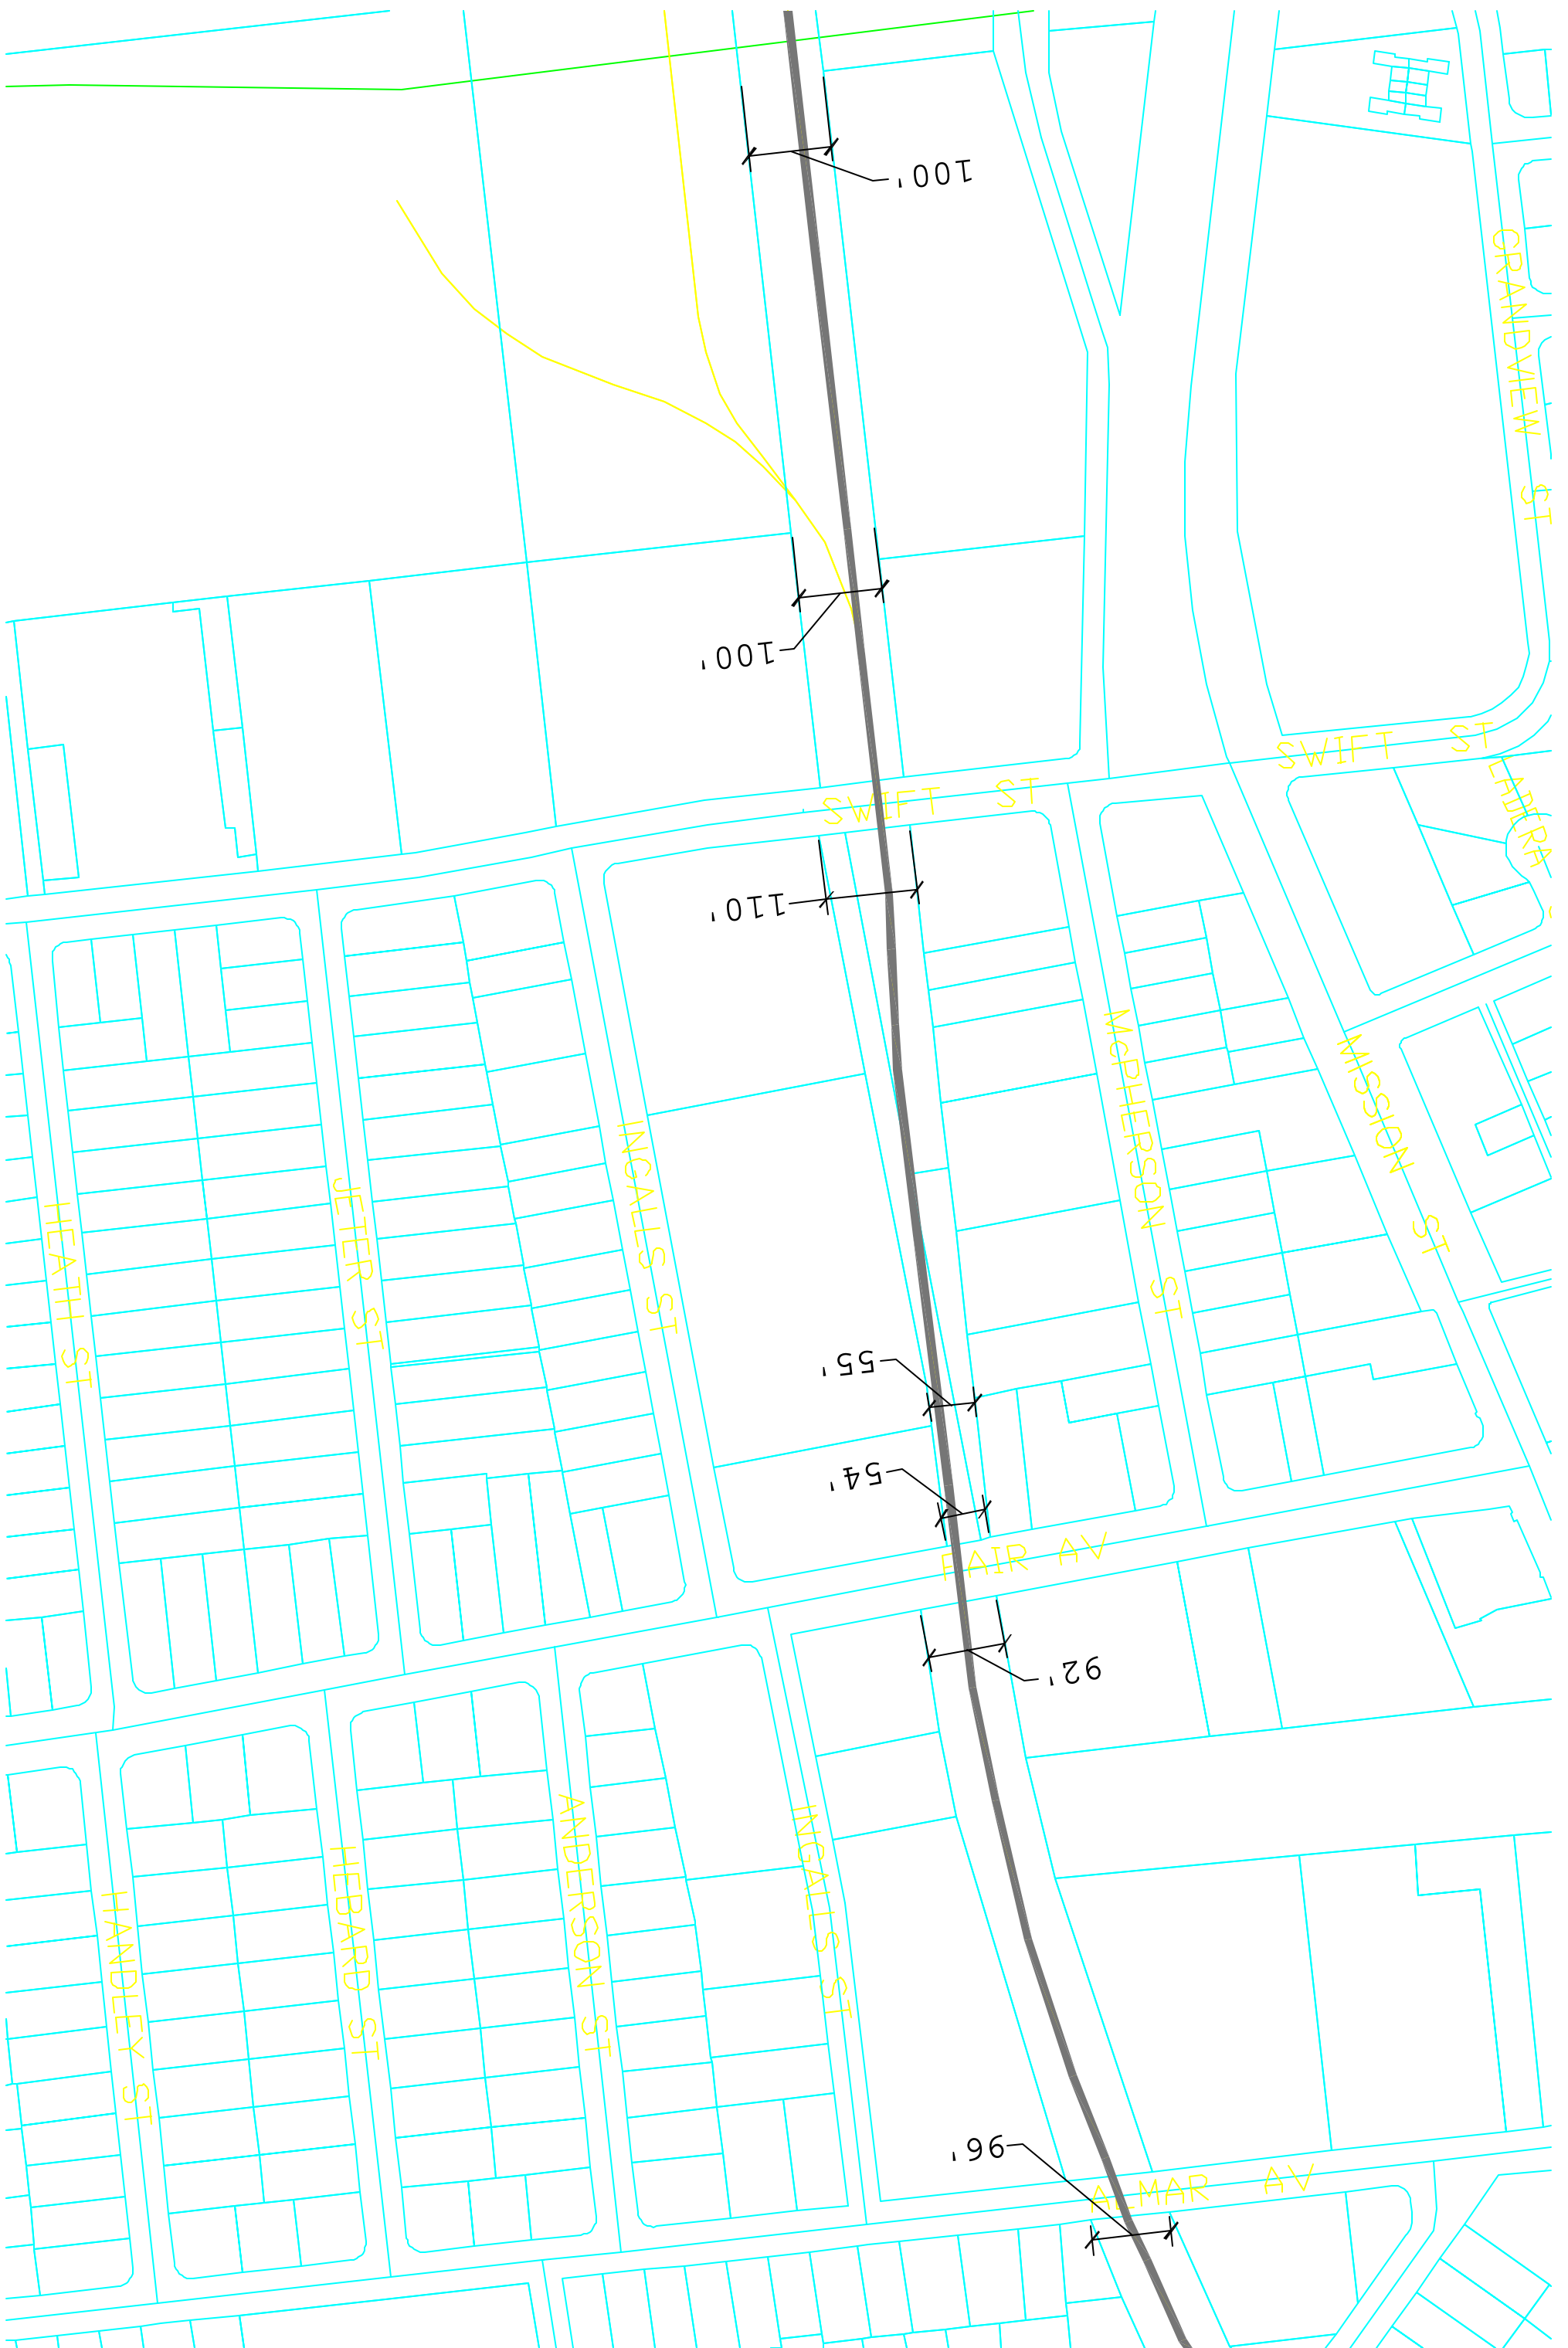 100'
GRANDVIEW ST
100'
SWIFT ST
SWIFT ST
110'
MCPHERSON ST
MISSION ST
INGALLS ST
JETER ST
HEATH ST
55'
54'
FAIR AV
92'
INGALLS ST
ANDERSON ST
HEBARD ST
HANDLEY ST
96'
ALMAR AV